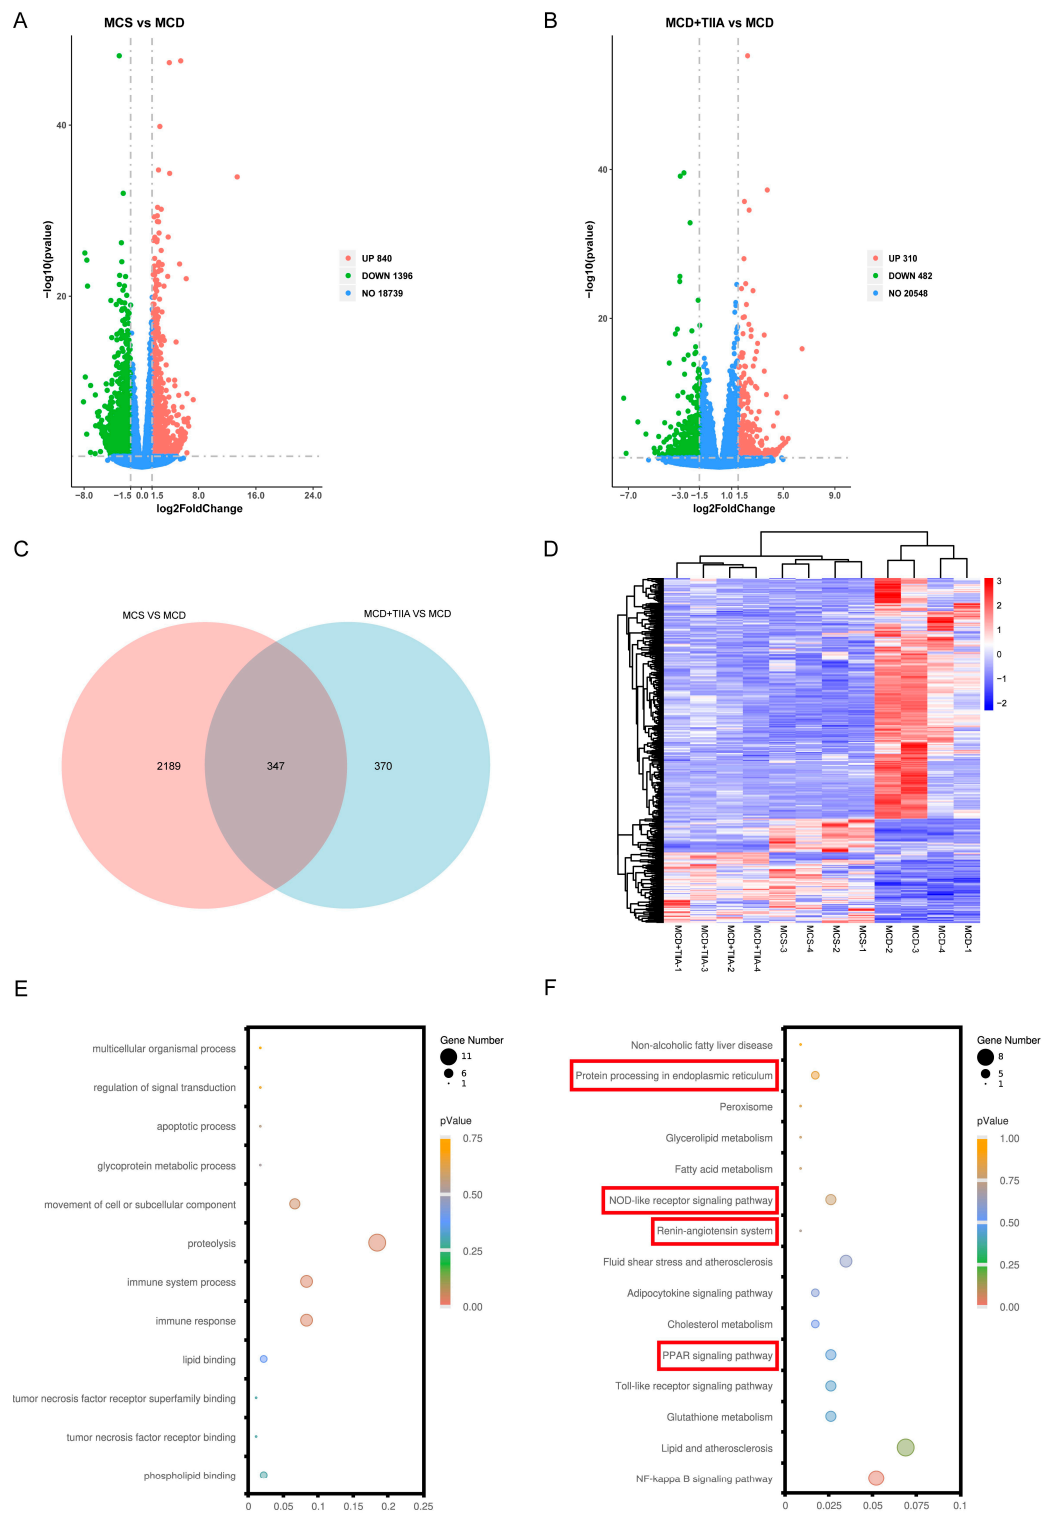 A
MCS vs MCD
−log10(pvalue)
40
20
UP 840
DOWN 1396
NO 18739
−8.0 −1.5 0.0 1.5 8.0 16.0 24.0
log2FoldChange
B
MCD+TIIA vs MCD
−log10(pvalue)
40
20
UP 310
DOWN 482
NO 20548
−7.0 −3.0 −1.5 1.0 1.5 5.0 9.0
log2FoldChange
C
MCS VS MCD
MCD+TIIA VS MCD
2189
347
370
D
3
2
1
0
−1
−2
MCD+TIIA-1
MCD+TIIA-3
MCD+TIIA-2
MCD+TIIA-4
MCS-3
MCS-4
MCS-2
MCS-1
MCD-2
MCD-3
MCD-4
MCD-1
E
multicellular organismal process
regulation of signal transduction
apoptotic process
glycoprotein metabolic process
movement of cell or subcellular component
proteolysis
immune system process
immune response
lipid binding
tumor necrosis factor receptor superfamily binding
tumor necrosis factor receptor binding
phospholipid binding
0 0.05 0.1 0.15 0.2 0.25
Gene Number
11
6
1
pValue
0.75
0.50
0.25
0.00
F
Non-alcoholic fatty liver disease
Protein processing in endoplasmic reticulum
Peroxisome
Glycerolipid metabolism
Fatty acid metabolism
NOD-like receptor signaling pathway
Renin-angiotensin system
Fluid shear stress and atherosclerosis
Adipocytokine signaling pathway
Cholesterol metabolism
PPAR signaling pathway
Toll-like receptor signaling pathway
Glutathione metabolism
Lipid and atherosclerosis
NF-kappa B signaling pathway
0 0.025 0.05 0.075 0.1
Gene Number
8
5
1
pValue
1.00
0.75
0.50
0.25
0.00